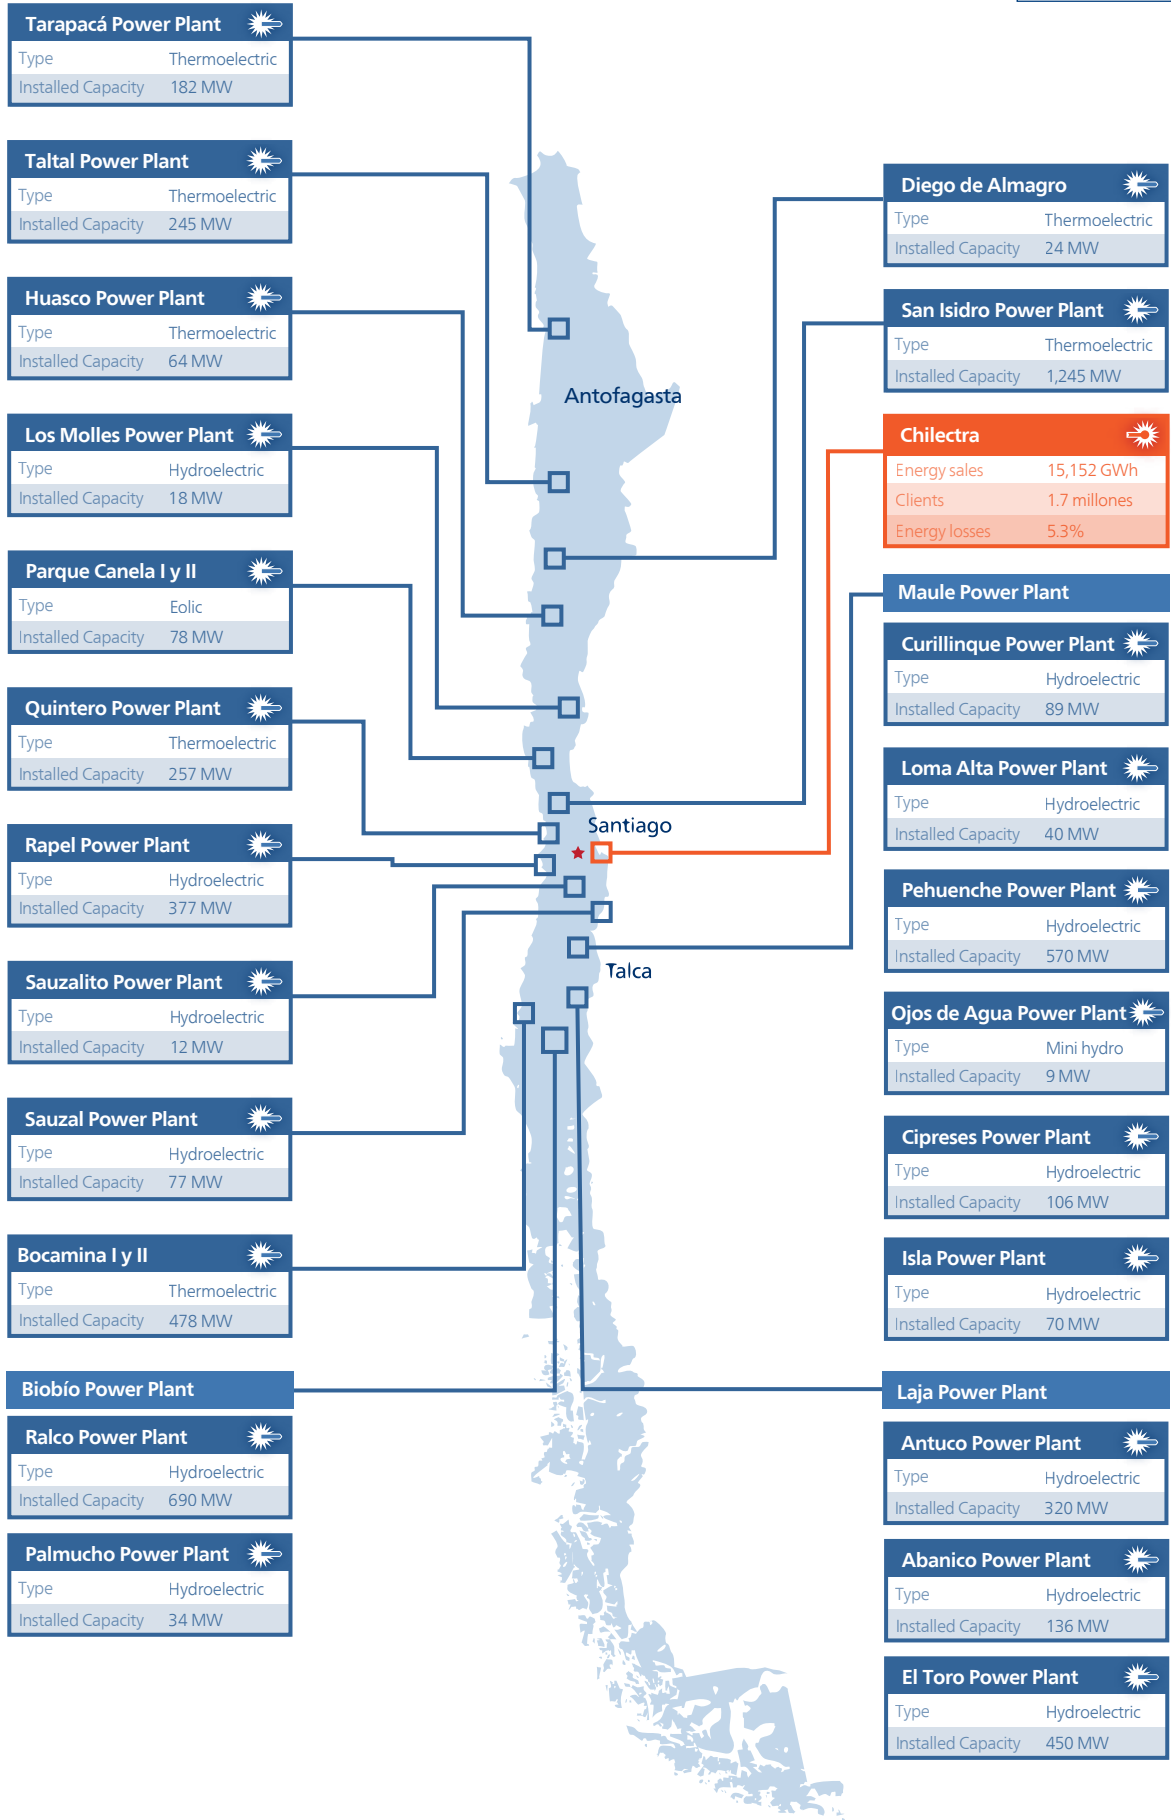 Tarapacá Power Plant
Type Thermoelectric
Installed Capacity 182 MW
Taltal Power Plant
Type Thermoelectric
Installed Capacity 245 MW
Huasco Power Plant
Type Thermoelectric
Installed Capacity 64 MW
Los Molles Power Plant
Type Hydroelectric
Installed Capacity 18 MW
Parque Canela I y II
Type Eolic
Installed Capacity 78 MW
Quintero Power Plant
Type Thermoelectric
Installed Capacity 257 MW
Rapel Power Plant
Type Hydroelectric
Installed Capacity 377 MW
Sauzalito Power Plant
Type Hydroelectric
Installed Capacity 12 MW
Sauzal Power Plant
Type Hydroelectric
Installed Capacity 77 MW
Bocamina I y II
Type Thermoelectric
Installed Capacity 478 MW
Biobío Power Plant
Ralco Power Plant
Type Hydroelectric
Installed Capacity 690 MW
Palmucho Power Plant
Type Hydroelectric
Installed Capacity 34 MW
Antofagasta
Santiago
Talca
Diego de Almagro
Type Thermoelectric
Installed Capacity 24 MW
San Isidro Power Plant
Type Thermoelectric
Installed Capacity 1,245 MW
Chilectra
Energy sales 15,152 GWh
Clients 1.7 millones
Energy losses 5.3%
Maule Power Plant
Curillinque Power Plant
Type Hydroelectric
Installed Capacity 89 MW
Loma Alta Power Plant
Type Hydroelectric
Installed Capacity 40 MW
Pehuenche Power Plant
Type Hydroelectric
Installed Capacity 570 MW
Ojos de Agua Power Plant
Type Mini hydro
Installed Capacity 9 MW
Cipreses Power Plant
Type Hydroelectric
Installed Capacity 106 MW
Isla Power Plant
Type Hydroelectric
Installed Capacity 70 MW
Laja Power Plant
Antuco Power Plant
Type Hydroelectric
Installed Capacity 320 MW
Abanico Power Plant
Type Hydroelectric
Installed Capacity 136 MW
El Toro Power Plant
Type Hydroelectric
Installed Capacity 450 MW